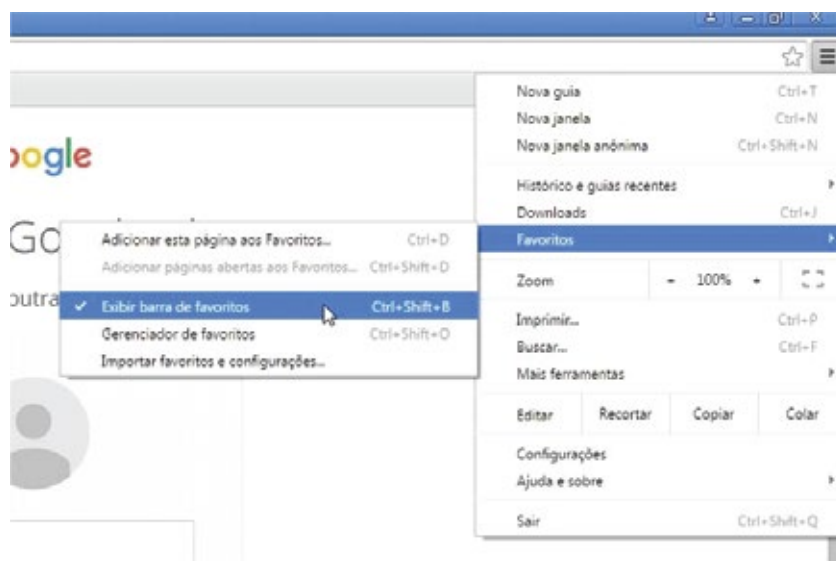 oogle
Nova guia Ctrl+T
Nova janela Ctrl+N
Nova janela anônima Ctrl+Shift+N
Histórico e guias recentes
Downloads Ctrl+J
Favoritos
Go
Adicionar esta página aos Favoritos... Ctrl+D
Adicionar páginas abertas aos Favoritos... Ctrl+Shift+D
outra
Exibir barra de favoritos Ctrl+Shift+B
Gerenciador de favoritos Ctrl+Shift+O
Importar favoritos e configurações...
Zoom - 100% +
Imprimir... Ctrl+P
Buscar... Ctrl+F
Mais ferramentas
Editar Recortar Copiar Colar
Configurações
Ajuda e sobre
Sair Ctrl+Shift+Q